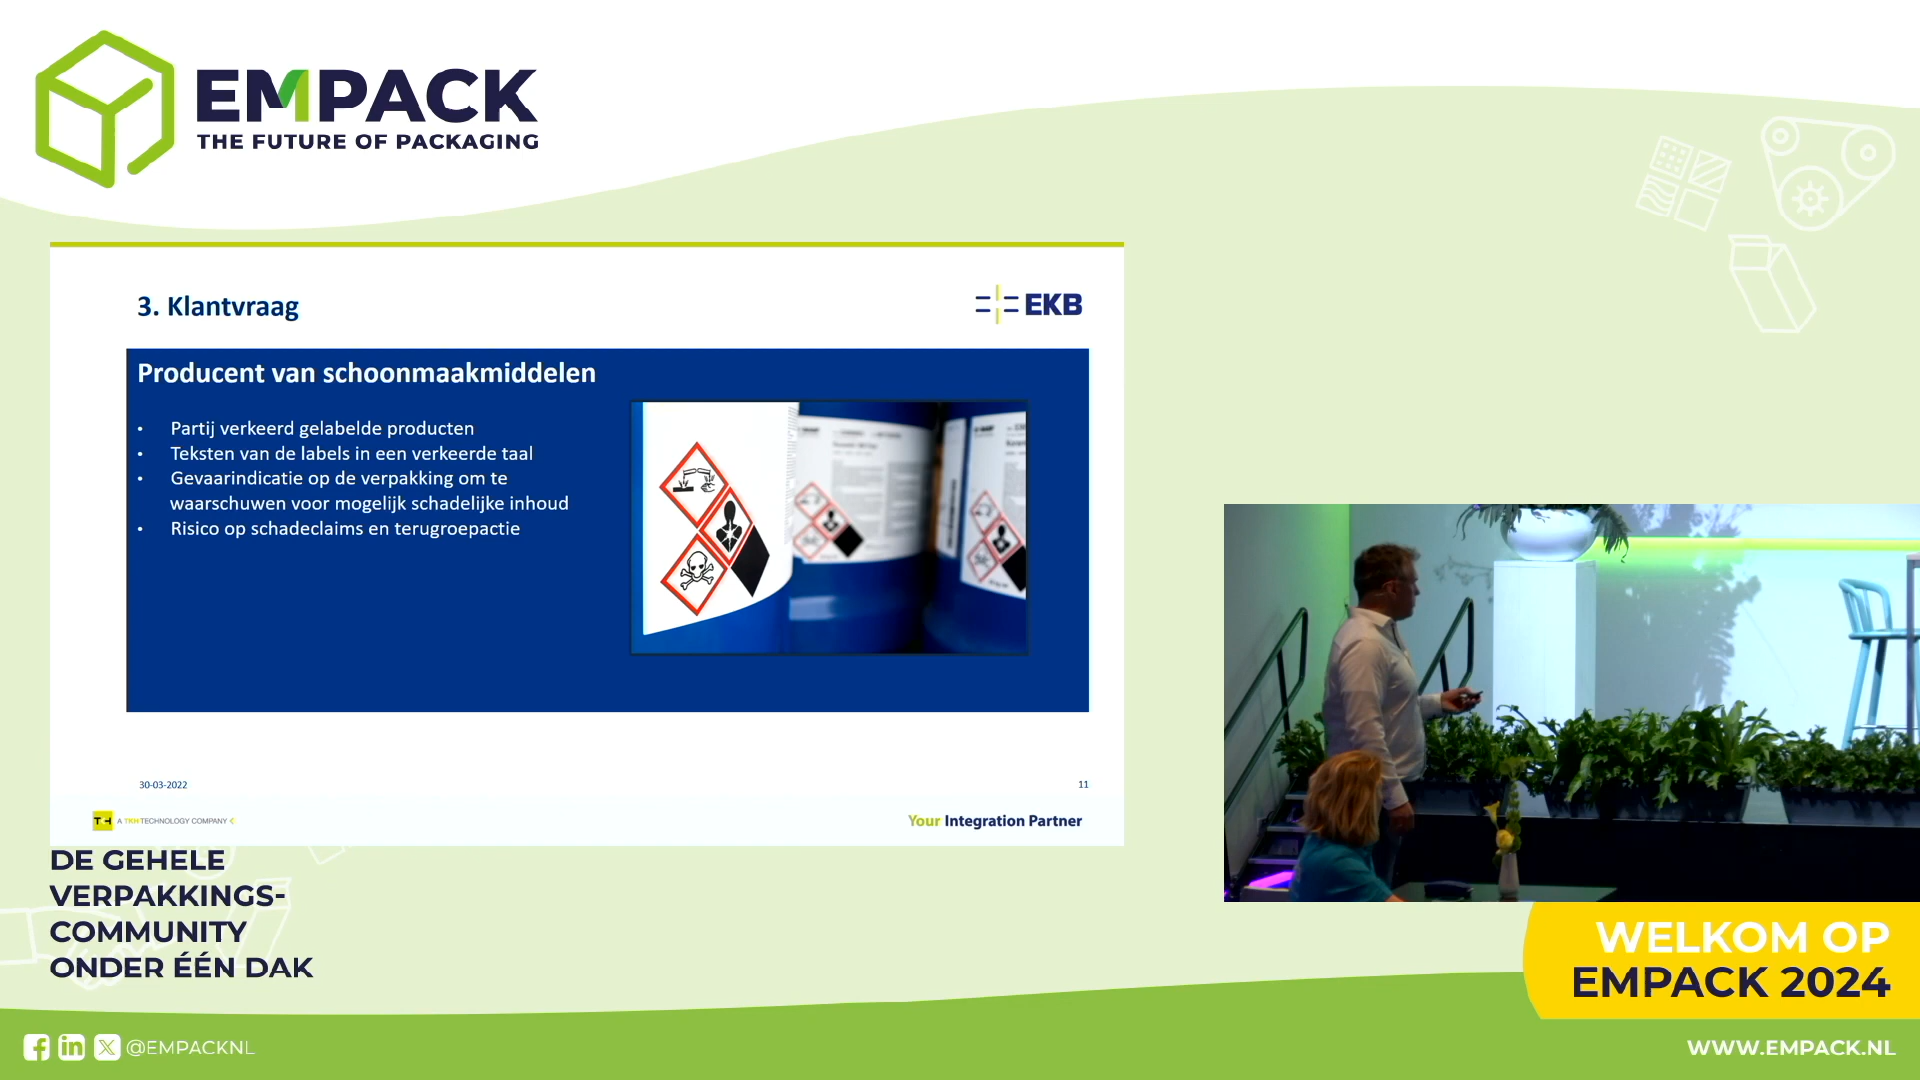 EMPACK
THE FUTURE OF PACKAGING
3. Klantvraag
EKB
Producent van schoonmaakmiddelen
• Partij verkeerd gelabelde producten
• Teksten van de labels in een verkeerde taal
• Gevaarindicatie op de verpakking om te
waarschuwen voor mogelijk schadelijke inhoud
• Risico op schadeclaims en terugroepactie
30-03-2022
11
A TKH TECHNOLOGY COMPANY
Your Integration Partner
DE GEHELE
VERPAKKINGS-
COMMUNITY
ONDER ÉÉN DAK
WELKOM OP
EMPACK 2024
@EMPACKNL
WWW.EMPACK.NL